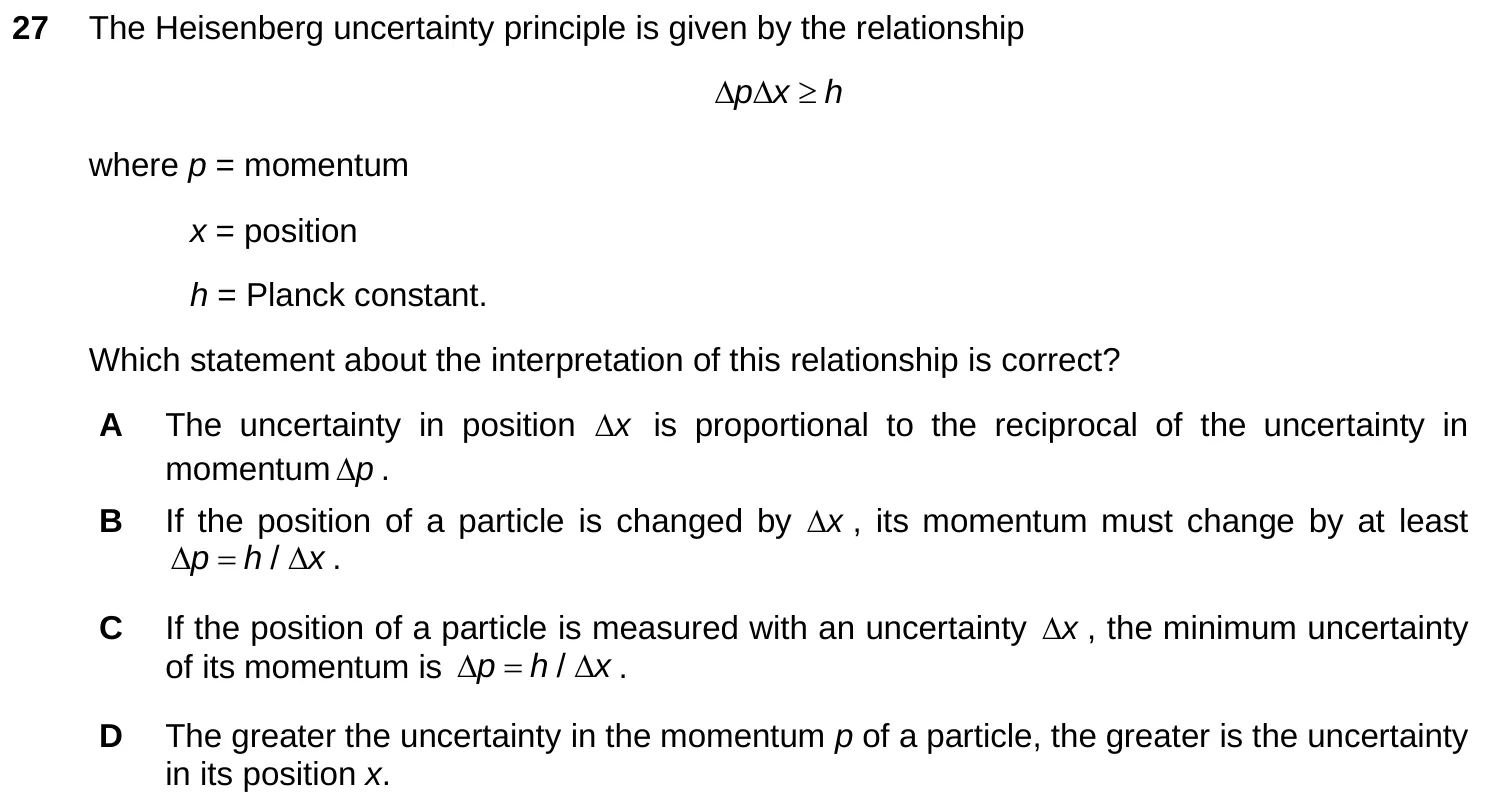 27 The Heisenberg uncertainty principle is given by the relationship
ΔpΔx ≥ h
where p = momentum
x = position
h = Planck constant.
Which statement about the interpretation of this relationship is correct?
A The uncertainty in position Δx is proportional to the reciprocal of the uncertainty in
momentum Δp .
B If the position of a particle is changed by Δx , its momentum must change by at least
Δp = h / Δx .
C If the position of a particle is measured with an uncertainty Δx , the minimum uncertainty
of its momentum is Δp = h / Δx .
D The greater the uncertainty in the momentum p of a particle, the greater is the uncertainty
in its position x.